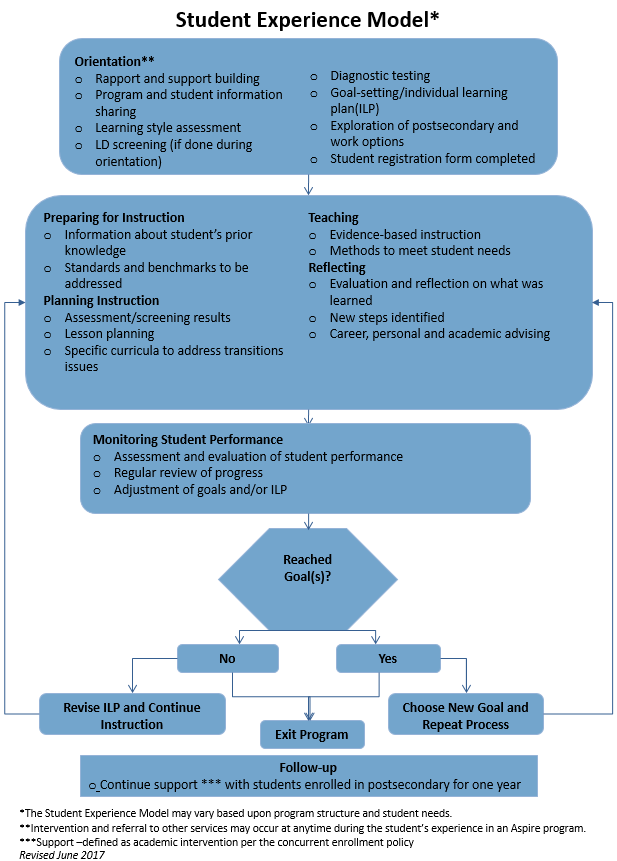 Student Experience Model*
Orientation**
o Rapport and support building
o Program and student information
sharing
o Learning style assessment
o LD screening (if done during
orientation)
o Diagnostic testing
o Goal-setting/individual learning
plan(ILP)
o Exploration of postsecondary and
work options
o Student registration form completed
Preparing for Instruction
o Information about student's prior
knowledge
o Standards and benchmarks to be
addressed
Planning Instruction
o Assessment/screening results
o Lesson planning
o Specific curricula to address transitions
issues
Teaching
o Evidence-based instruction
o Methods to meet student needs
Reflecting
o Evaluation and reflection on what was
learned
o New steps identified
o Career, personal and academic advising
Monitoring Student Performance
o Assessment and evaluation of student performance
o Regular review of progress
o Adjustment of goals and/or ILP
Reached
Goal(s)?
No
Yes
Revise ILP and Continue
Instruction
Choose New Goal and
Repeat Process
Exit Program
Follow-up
o Continue support *** with students enrolled in postsecondary for one year
*The Student Experience Model may vary based upon program structure and student needs.
**Intervention and referral to other services may occur at anytime during the student's experience in an Aspire program.
***Support –defined as academic intervention per the concurrent enrollment policy
Revised June 2017